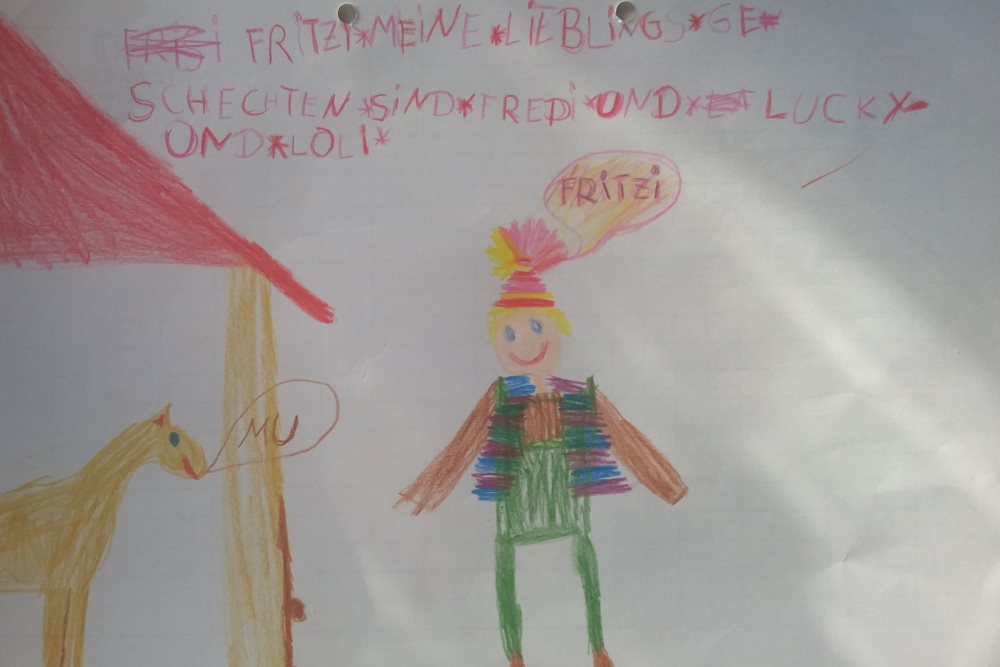 FRITZI*MEINE*LIEBLINGS*GE*
SCHECHTEN*SIND*FREDI*OND*LUCKY
OND*LOLI*
FRITZI
MU